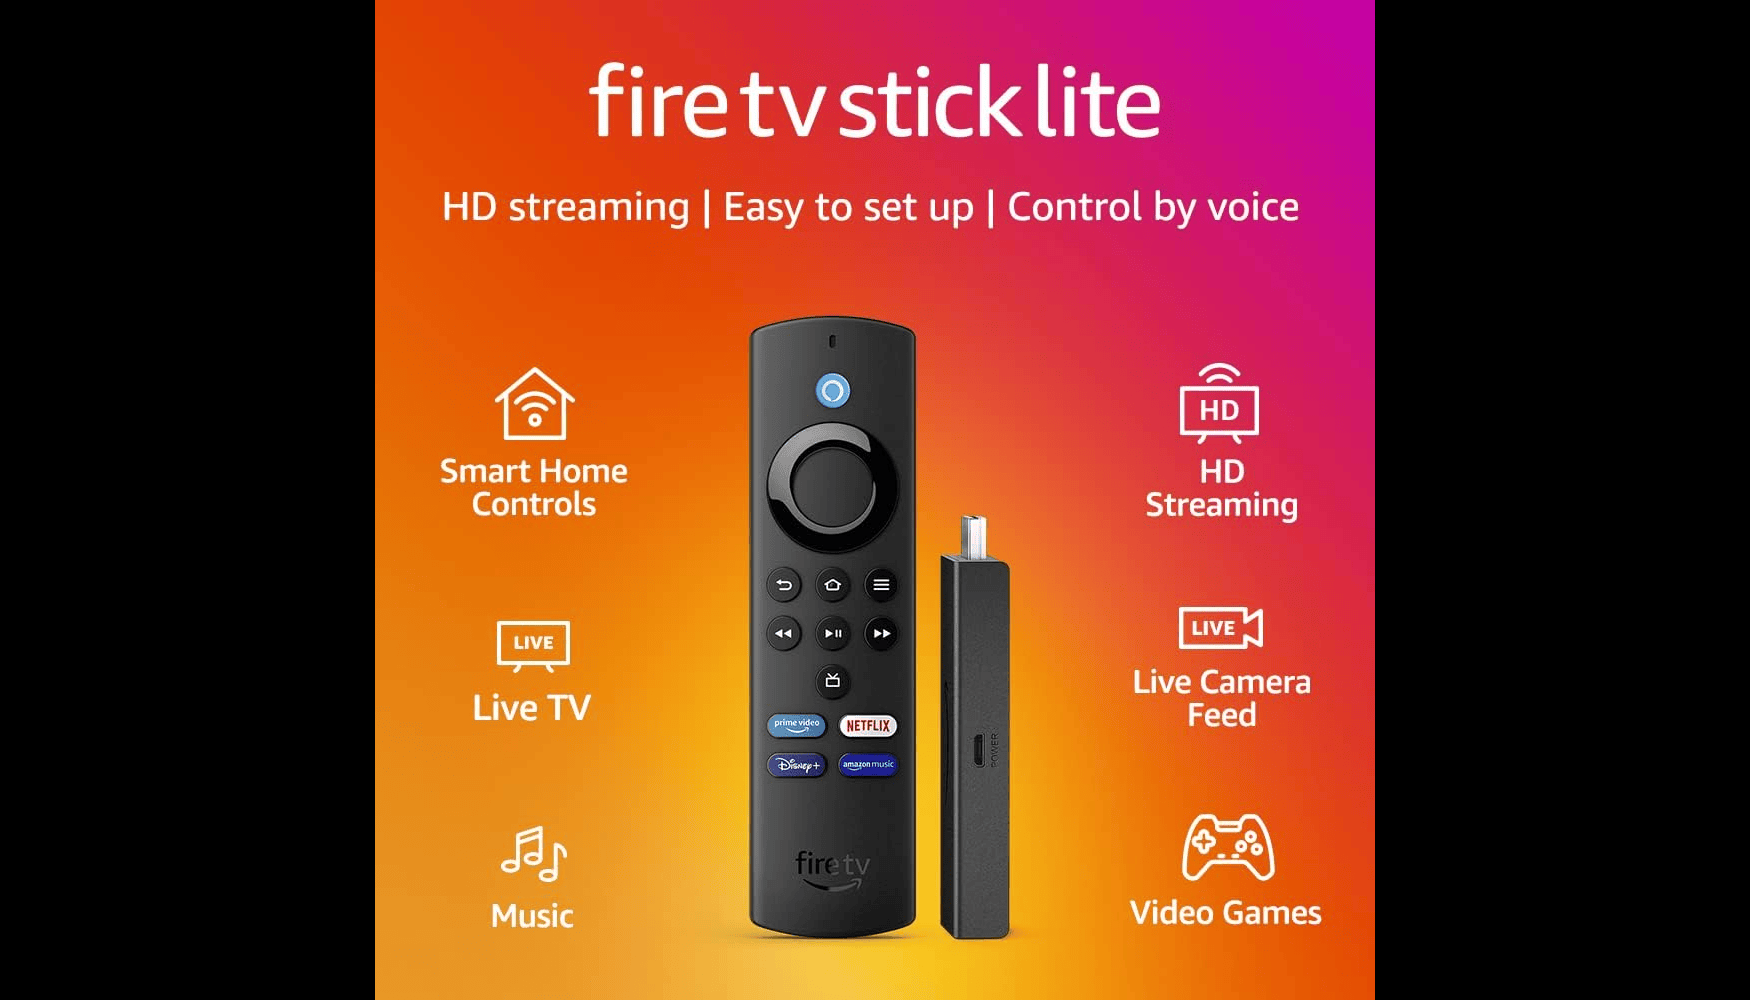 fire tv stick lite
HD streaming | Easy to set up | Control by voice
Smart Home
Controls
HD
HD
Streaming
LIVE
Live TV
LIVE
Live Camera
Feed
Music
Video Games
prime video
NETFLIX
Disney+
amazon music
fire tv
POWER